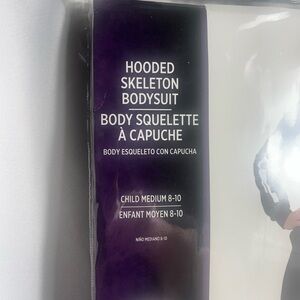 HOODED
SKELETON
BODYSUIT
BODY SQUELETTE
À CAPUCHE
BODY ESQUELETO CON CAPUCHA
CHILD MEDIUM 8-10
ENFANT MOYEN 8-10
NIÑO MEDIANO 8-10